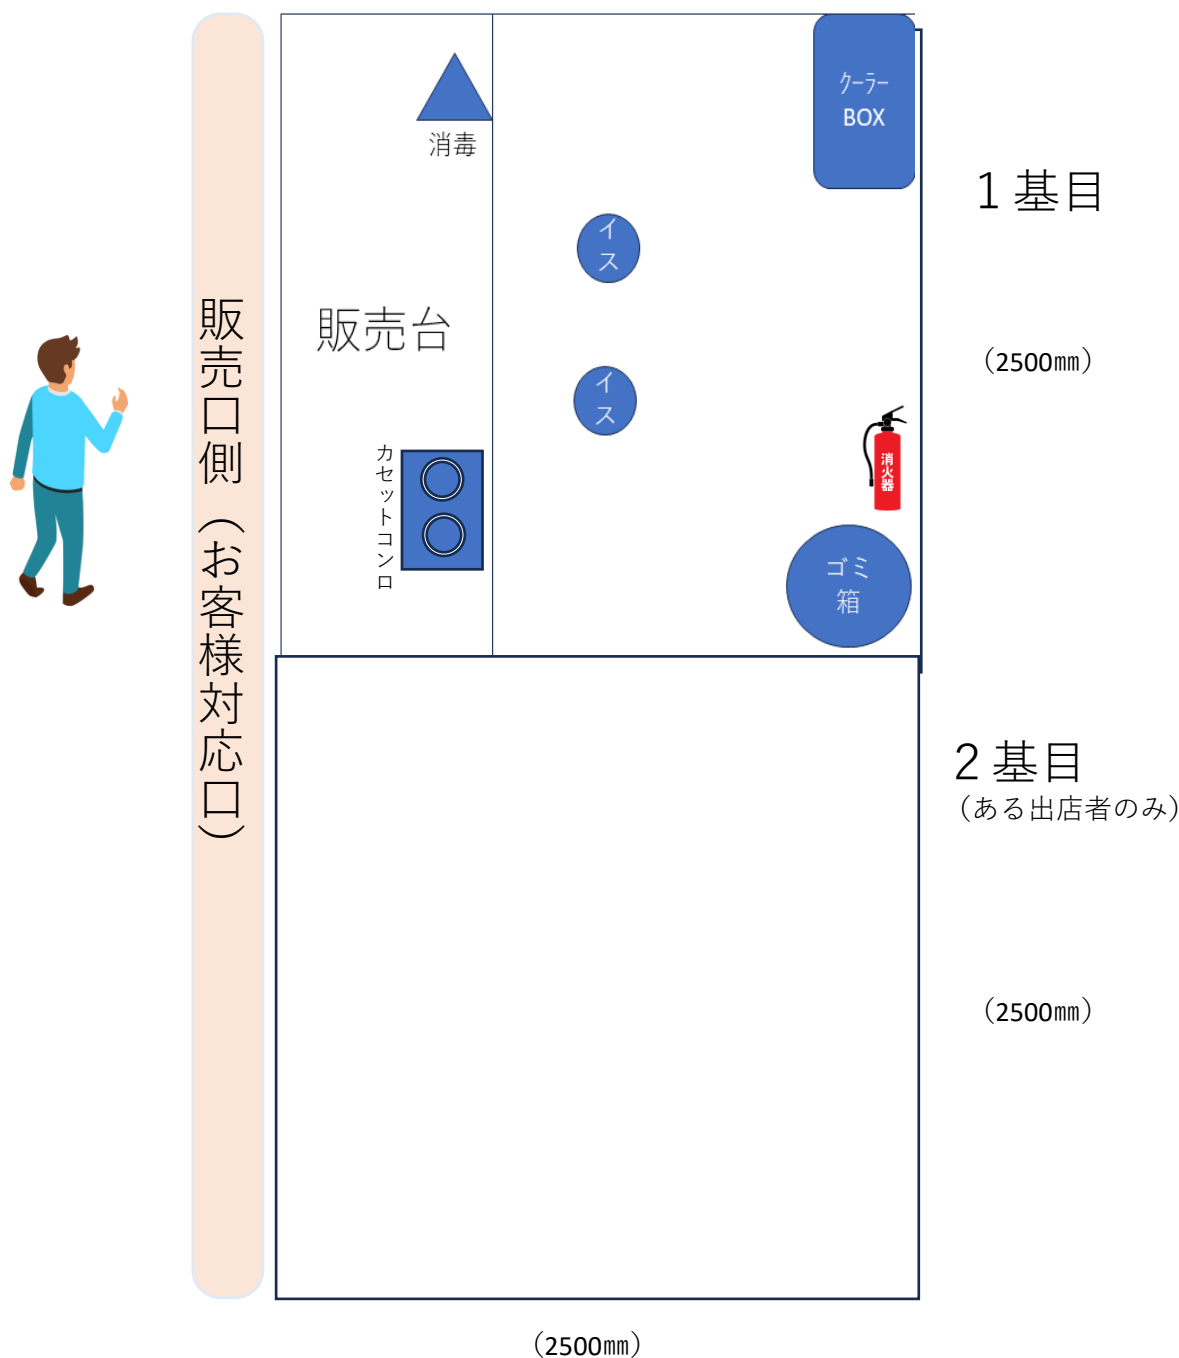 販売口側（お客様対応口）
消毒
ｸｰﾗｰ
BOX
１基目
イス
販売台
（2500㎜）
イス
カセットコンロ
消火器
ゴミ
箱
２基目
（ある出店者のみ）
（2500㎜）
（2500㎜）